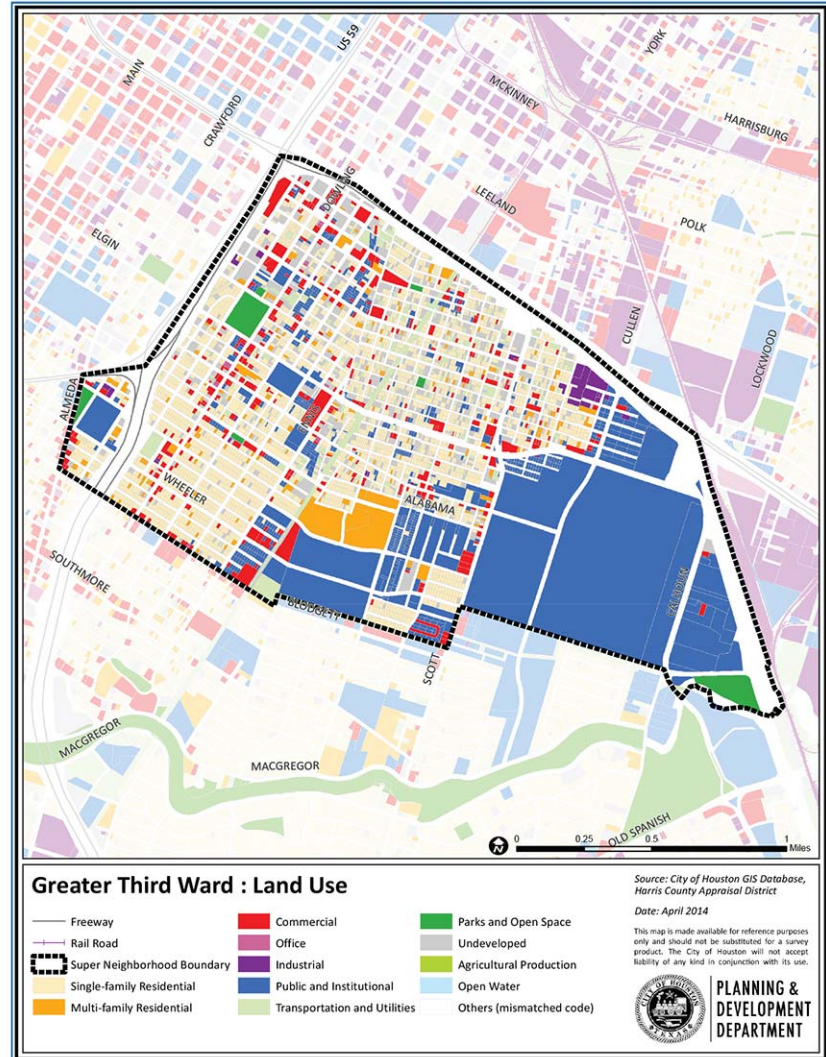 US 59
YORK
MAIN
MCKINNEY
CRAWFORD
HARRISBURG
DOWLING
LEELAND
POLK
ELGIN
CULLEN
LOCKWOOD
ALMEDA
WHEELER
ALABAMA
SOUTHMORE
BLODGETT
CALHOUN
SCOTT
MACGREGOR
MACGREGOR
OLD SPANISH
N
0 0.25 0.5 1
Miles
Greater Third Ward : Land Use
Freeway
Rail Road
Super Neighborhood Boundary
Single-family Residential
Multi-family Residential
Commercial
Office
Industrial
Public and Institutional
Transportation and Utilities
Parks and Open Space
Undeveloped
Agricultural Production
Open Water
Others (mismatched code)
Source: City of Houston GIS Database,
Harris County Appraisal District
Date: April 2014
This map is made available for reference purposes
only and should not be substituted for a survey
product. The City of Houston will not accept
liability of any kind in conjunction with its use.
CITY OF HOUSTON
TEXAS
PLANNING &
DEVELOPMENT
DEPARTMENT